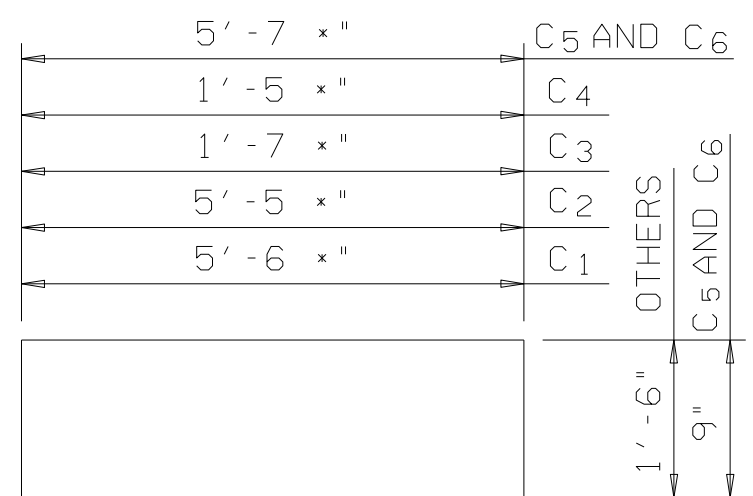 5'-7 *" C5 AND C6
1'-5 *" C4
1'-7 *" C3
5'-5 *" C2
5'-6 *" C1
OTHERS
C5 AND C6
1'-6"
9"